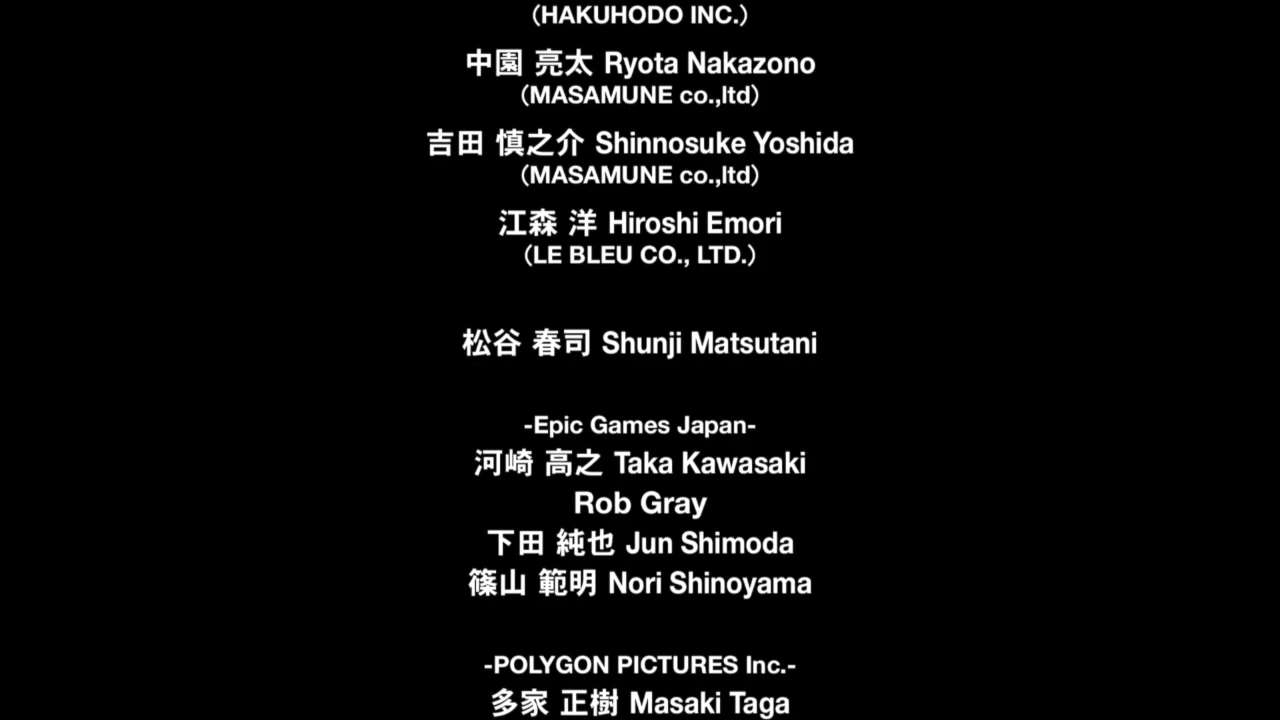 （HAKUHODO INC.）
中園 亮太 Ryota Nakazono
（MASAMUNE co.,ltd）
吉田 慎之介 Shinnosuke Yoshida
（MASAMUNE co.,ltd）
江森 洋 Hiroshi Emori
（LE BLEU CO., LTD.）
松谷 春司 Shunji Matsutani
-Epic Games Japan-
河崎 高之 Taka Kawasaki
Rob Gray
下田 純也 Jun Shimoda
篠山 範明 Nori Shinoyama
-POLYGON PICTURES Inc.-
多家 正樹 Masaki Taga